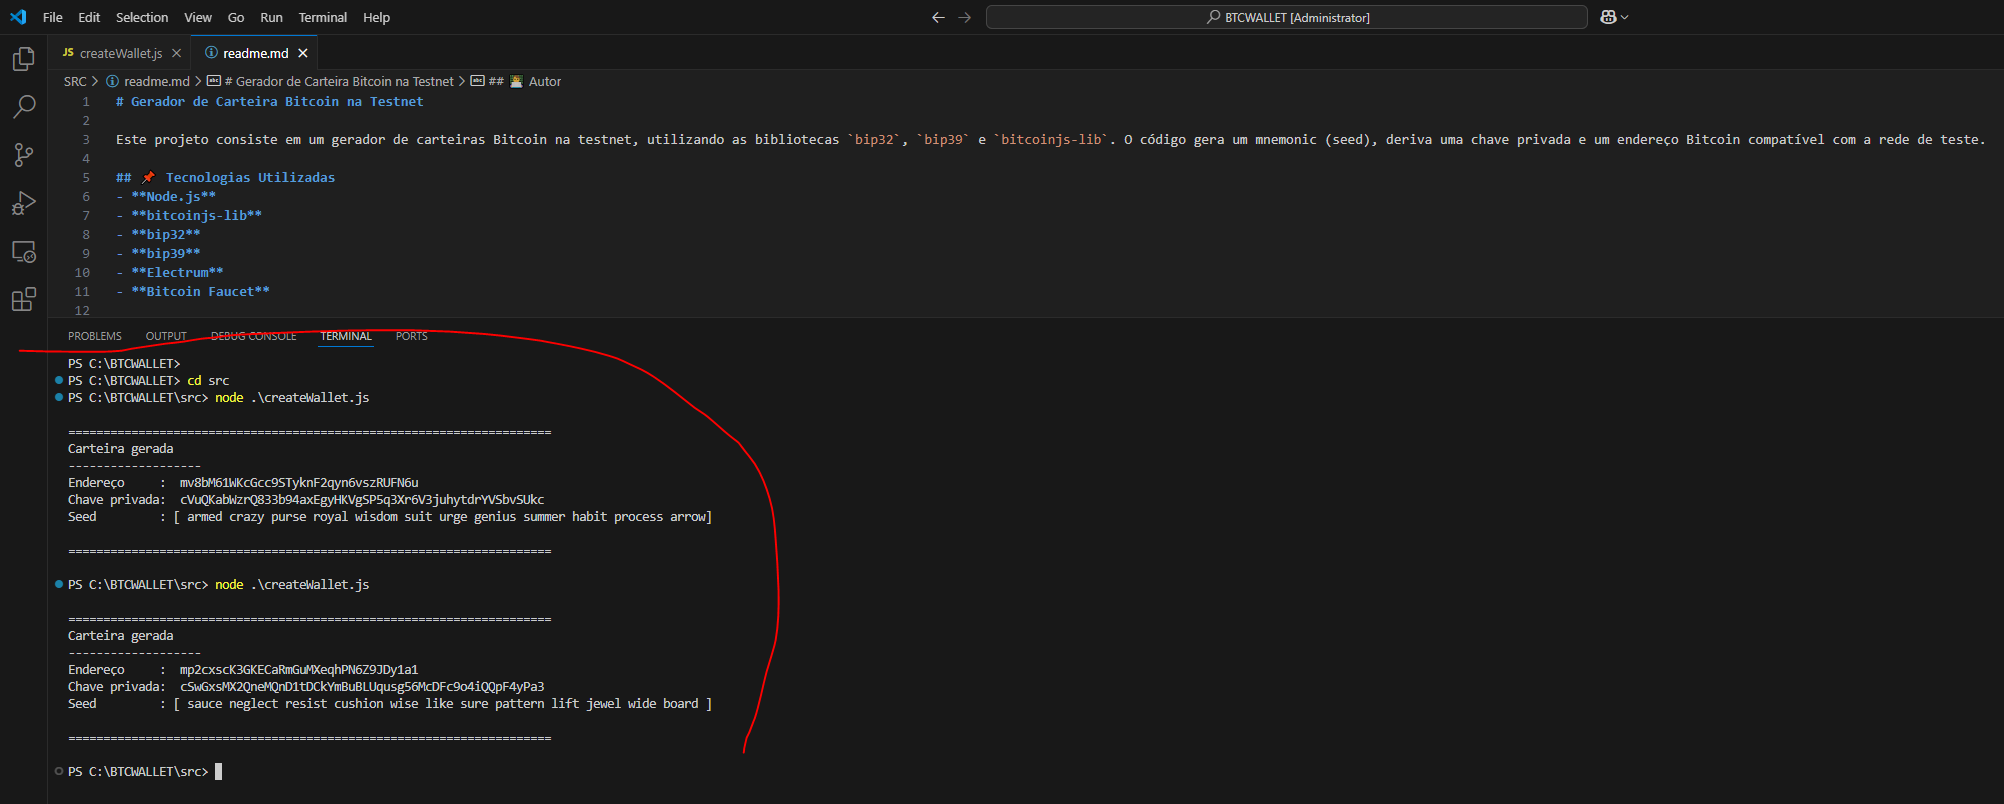 File Edit Selection View Go Run Terminal Help
BTCWALLET [Administrator]
JS createWallet.js
readme.md
SRC > readme.md > # Gerador de Carteira Bitcoin na Testnet > ## Autor
1 # Gerador de Carteira Bitcoin na Testnet
2
3 Este projeto consiste em um gerador de carteiras Bitcoin na testnet, utilizando as bibliotecas `bip32`, `bip39` e `bitcoinjs-lib`. O código gera um mnemonic (seed), deriva uma chave privada e um endereço Bitcoin compatível com a rede de teste.
4
5 ## 📌 Tecnologias Utilizadas
6 - **Node.js**
7 - **bitcoinjs-lib**
8 - **bip32**
9 - **bip39**
10 - **Electrum**
11 - **Bitcoin Faucet**
12
PROBLEMS OUTPUT DEBUG CONSOLE TERMINAL PORTS
PS C:\BTCWALLET>
PS C:\BTCWALLET> cd src
PS C:\BTCWALLET\src> node .\createWallet.js
=====================================================================
Carteira gerada
-------------------
Endereço : mv8bM61WKcGcc9STyknF2qyn6vszRUFN6u
Chave privada: cVuQKabWzrQ833b94axEgyHKVgSP5q3Xr6V3juhytdrYVSbvSUkc
Seed : [ armed crazy purse royal wisdom suit urge genius summer habit process arrow]
=====================================================================
PS C:\BTCWALLET\src> node .\createWallet.js
=====================================================================
Carteira gerada
-------------------
Endereço : mp2cxscK3GKECaRmGuMXeqhPN6Z9JDy1a1
Chave privada: cSwGxsMX2QneMQnD1tDCkYmBuBLUqusg56McDFc9o4iQQpF4yPa3
Seed : [ sauce neglect resist cushion wise like sure pattern lift jewel wide board ]
=====================================================================
PS C:\BTCWALLET\src>